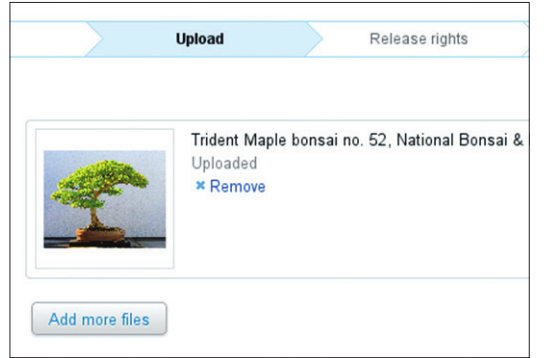 Upload
Release rights
Trident Maple bonsai no. 52, National Bonsai &
Uploaded
Remove
Add more files